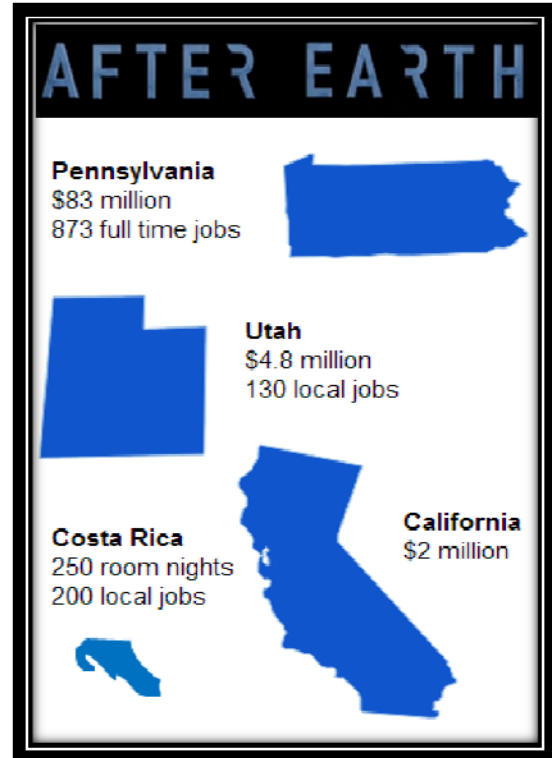 AFTER EARTH
Pennsylvania
$83 million
873 full time jobs
Utah
$4.8 million
130 local jobs
California
$2 million
Costa Rica
250 room nights
200 local jobs